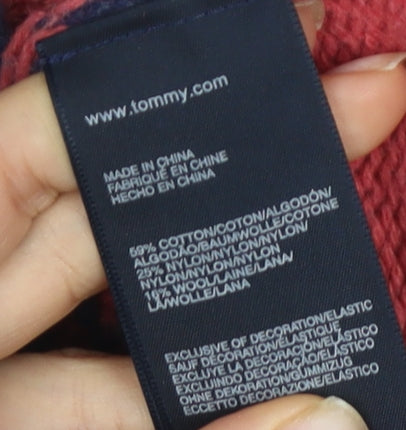 www.tommy.com
MADE IN CHINA
FABRIQUÉ EN CHINE
HECHO EN CHINA
59% COTTON/COTON/ALGODÓN/
ALGODÃO/BAUMWOLLE/COTONE
25% NYLON/NYLON/NYLON/
NYLON/NYLON/NYLON
16% WOOL/LAINE/LANA/
LÃ/WOLLE/LANA
EXCLUSIVE OF DECORATION/ELASTIC
SAUF DÉCORATION/ÉLASTIQUE
EXCLUYE LA DECORACIÓN/ELÁSTICO
EXCLUINDO DECORAÇÃO/ELÁSTICO
OHNE DEKORATION/GUMMIZUG
ECCETTO DECORAZIONE/ELASTICO